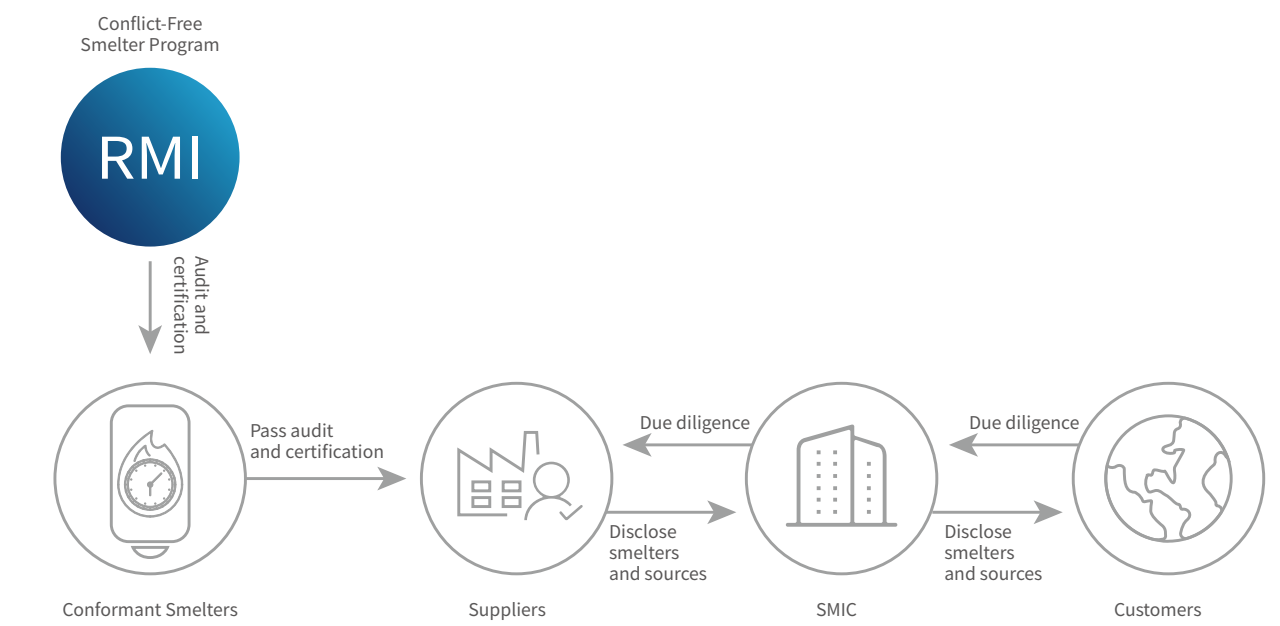 Conflict-Free
Smelter Program
RMI
Audit and
certification
Pass audit
and certification
Due diligence
Due diligence
Disclose
smelters
and sources
Disclose
smelters
and sources
Conformant Smelters
Suppliers
SMIC
Customers